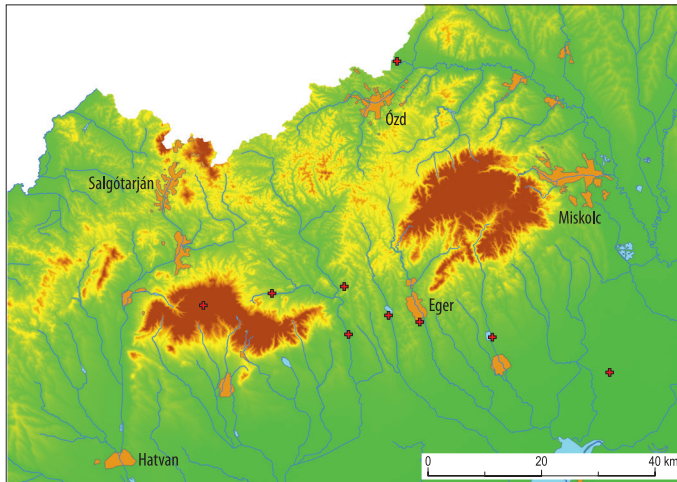 Ózd
Salgótarján
Miskolc
Eger
Hatvan
0 20 40 km